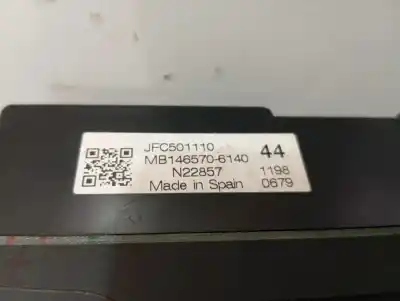 JFC501110
MB146570-6140
N22857
Made in Spain
44
1198
0679